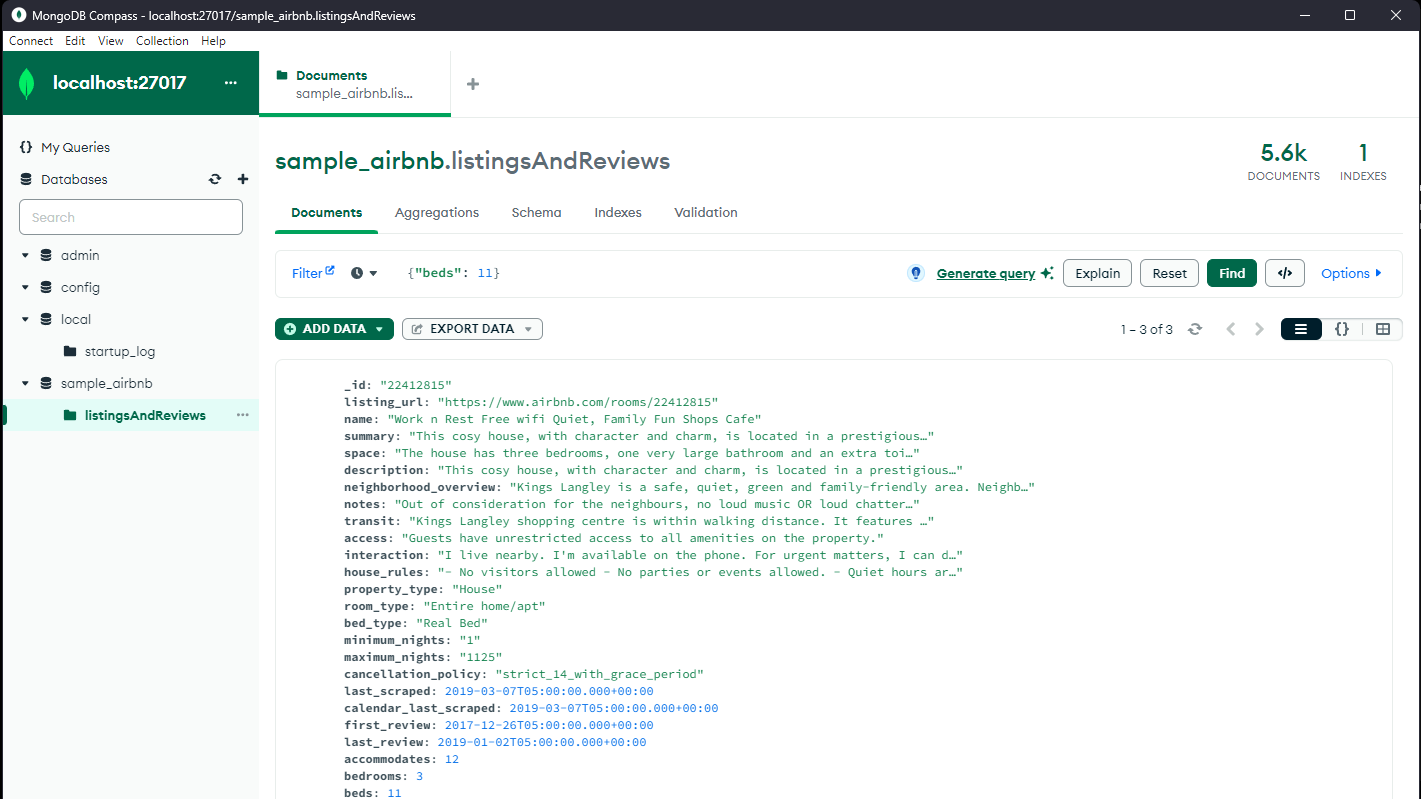 MongoDB Compass - localhost:27017/sample_airbnb.listingsAndReviews
Connect Edit View Collection Help
localhost:27017 ...
Documents
sample_airbnb.lis...
{} My Queries
Databases
Search
admin
config
local
startup_log
sample_airbnb
listingsAndReviews ...
sample_airbnb.listingsAndReviews
5.6k DOCUMENTS
1 INDEXES
Documents Aggregations Schema Indexes Validation
Filter {"beds": 11} Generate query Explain Reset Find </> Options
ADD DATA EXPORT DATA 1 – 3 of 3 {}
_id: "22412815"
listing_url: "https://www.airbnb.com/rooms/22412815"
name: "Work n Rest Free wifi Quiet, Family Fun Shops Cafe"
summary: "This cosy house, with character and charm, is located in a prestigious…"
space: "The house has three bedrooms, one very large bathroom and an extra toi…"
description: "This cosy house, with character and charm, is located in a prestigious…"
neighborhood_overview: "Kings Langley is a safe, quiet, green and family-friendly area. Neighb…"
notes: "Out of consideration for the neighbours, no loud music OR loud chatter…"
transit: "Kings Langley shopping centre is within walking distance. It features …"
access: "Guests have unrestricted access to all amenities on the property."
interaction: "I live nearby. I'm available on the phone. For urgent matters, I can d…"
house_rules: "- No visitors allowed - No parties or events allowed. - Quiet hours ar…"
property_type: "House"
room_type: "Entire home/apt"
bed_type: "Real Bed"
minimum_nights: "1"
maximum_nights: "1125"
cancellation_policy: "strict_14_with_grace_period"
last_scraped: 2019-03-07T05:00:00.000+00:00
calendar_last_scraped: 2019-03-07T05:00:00.000+00:00
first_review: 2017-12-26T05:00:00.000+00:00
last_review: 2019-01-02T05:00:00.000+00:00
accommodates: 12
bedrooms: 3
beds: 11